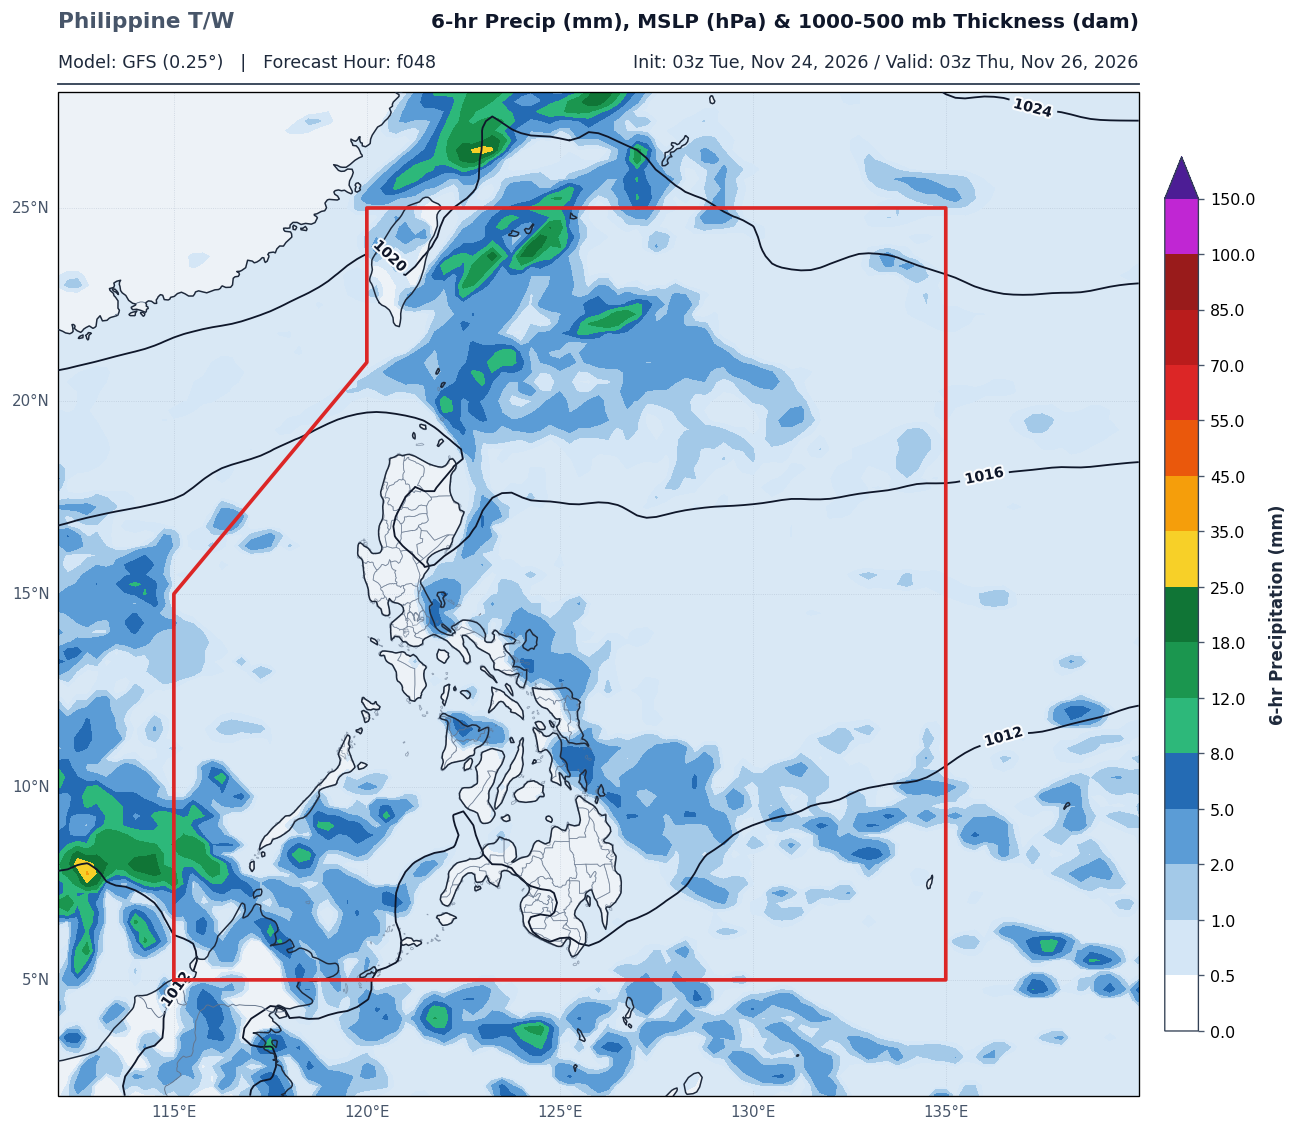 Philippine T/W
6-hr Precip (mm), MSLP (hPa) & 1000-500 mb Thickness (dam)
Model: GFS (0.25°) | Forecast Hour: f048
Init: 03z Tue, Nov 24, 2026 / Valid: 03z Thu, Nov 26, 2026
1024
1020
1016
1012
1012
25°N
20°N
15°N
10°N
5°N
115°E
120°E
125°E
130°E
135°E
150.0
100.0
85.0
70.0
55.0
45.0
35.0
25.0
18.0
12.0
8.0
5.0
2.0
1.0
0.5
0.0
6-hr Precipitation (mm)